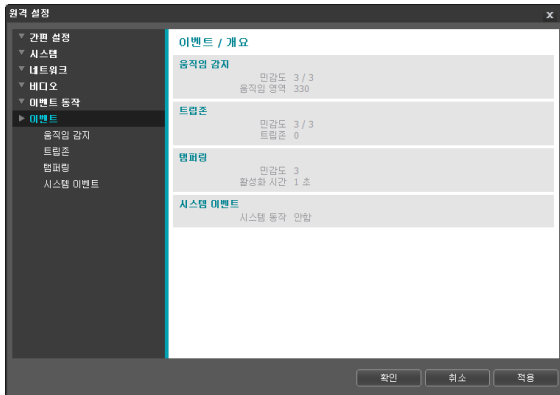 원격 설정
x
간편 설정
시스템
네트워크
비디오
이벤트 동작
이벤트
움직임 감지
트립존
탬퍼링
시스템 이벤트
이벤트 / 개요
움직임 감지
민감도 3 / 3
움직임 영역 330
트립존
민감도 3 / 3
트립존 0
탬퍼링
민감도 3
활성화 시간 1 초
시스템 이벤트
시스템 동작 안함
확인
취소
적용